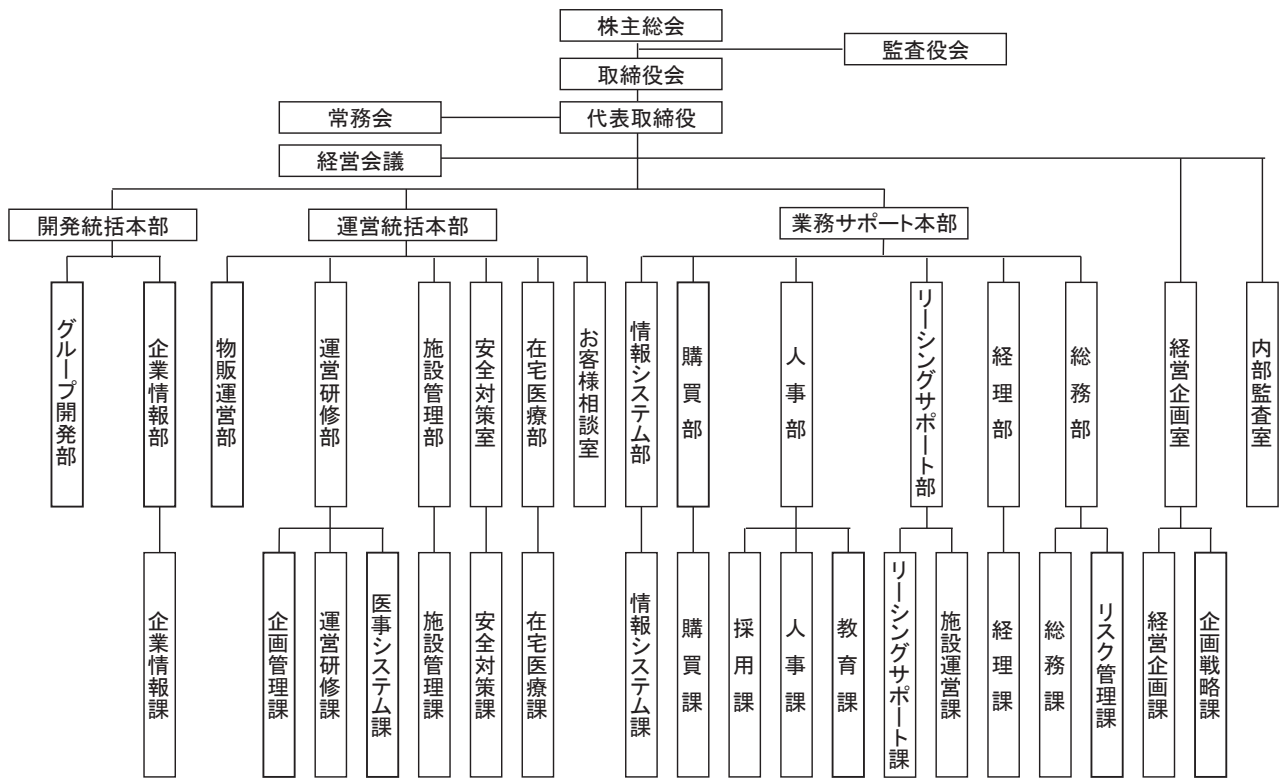 株主総会
監査役会
取締役会
常務会
代表取締役
経営会議
開発統括本部
運営統括本部
業務サポート本部
グループ開発部
企業情報部
物販運営部
運営研修部
施設管理部
安全対策室
在宅医療部
お客様相談室
情報システム部
購買部
人事部
リーシングサポート部
経理部
総務部
経営企画室
内部監査室
企業情報課
企画管理課
運営研修課
医事システム課
施設管理課
安全対策課
在宅医療課
情報システム課
購買課
採用課
人事課
教育課
リーシングサポート課
施設運営課
経理課
総務課
リスク管理課
経営企画課
企画戦略課